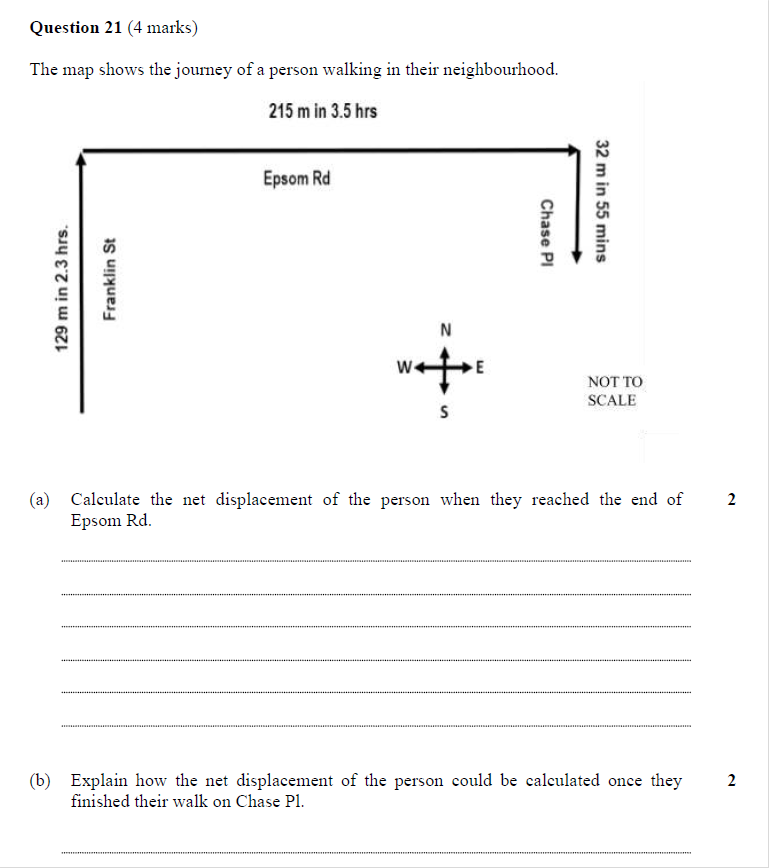 Question 21 (4 marks)
The map shows the journey of a person walking in their neighbourhood.
215 m in 3.5 hrs
Epsom Rd
32 m in 55 mins
Chase Pl
129 m in 2.3 hrs.
Franklin St
N
W E
S
NOT TO
SCALE
(a) Calculate the net displacement of the person when they reached the end of 2
Epsom Rd.
(b) Explain how the net displacement of the person could be calculated once they 2
finished their walk on Chase Pl.